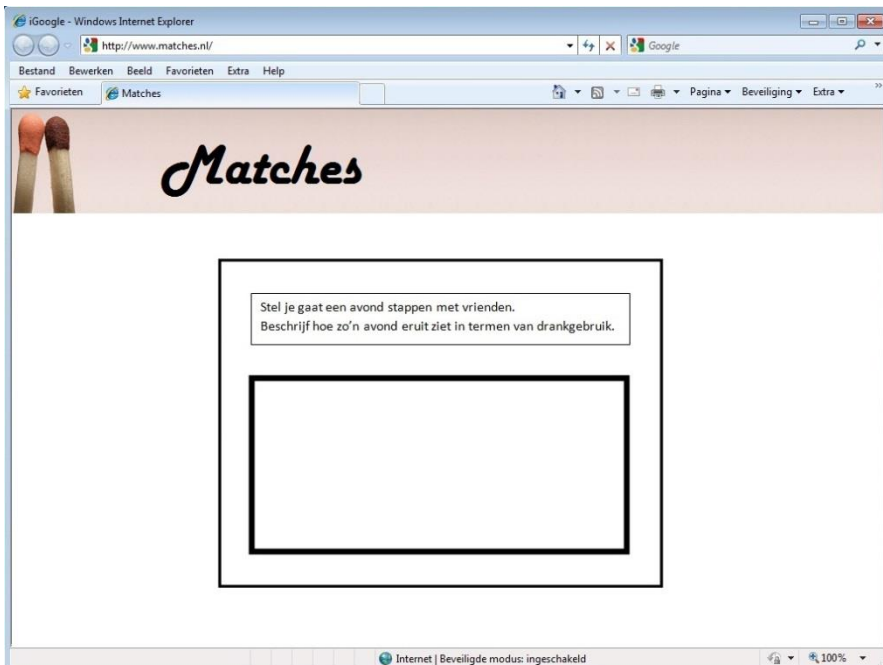 iGoogle - Windows Internet Explorer
http://www.matches.nl/
Google
Bestand Bewerken Beeld Favorieten Extra Help
Favorieten Matches Pagina Beveiliging Extra »
Matches
Stel je gaat een avond stappen met vrienden.
Beschrijf hoe zo'n avond eruit ziet in termen van drankgebruik.
Internet | Beveiligde modus: ingeschakeld 100%